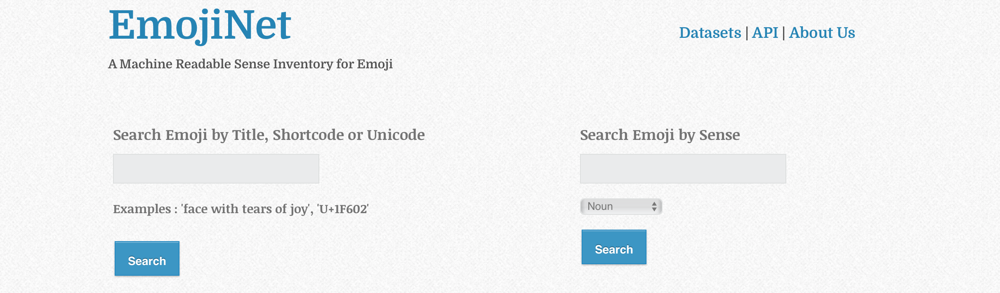 EmojiNet
Datasets | API | About Us
A Machine Readable Sense Inventory for Emoji
Search Emoji by Title, Shortcode or Unicode
Examples : 'face with tears of joy', 'U+1F602'
Search
Search Emoji by Sense
Noun
Search